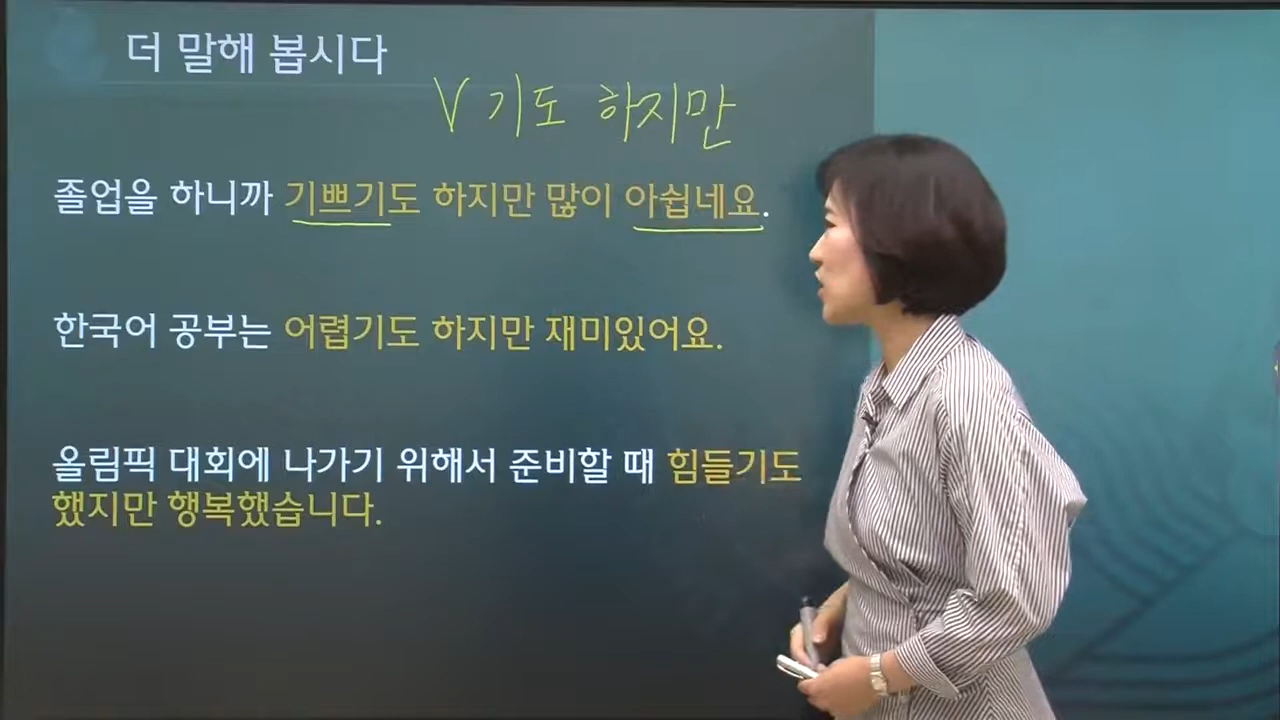 더 말해 봅시다
V 기도 하지만
졸업을 하니까 기쁘기도 하지만 많이 아쉽네요.
한국어 공부는 어렵기도 하지만 재미있어요.
올림픽 대회에 나가기 위해서 준비할 때 힘들기도
했지만 행복했습니다.